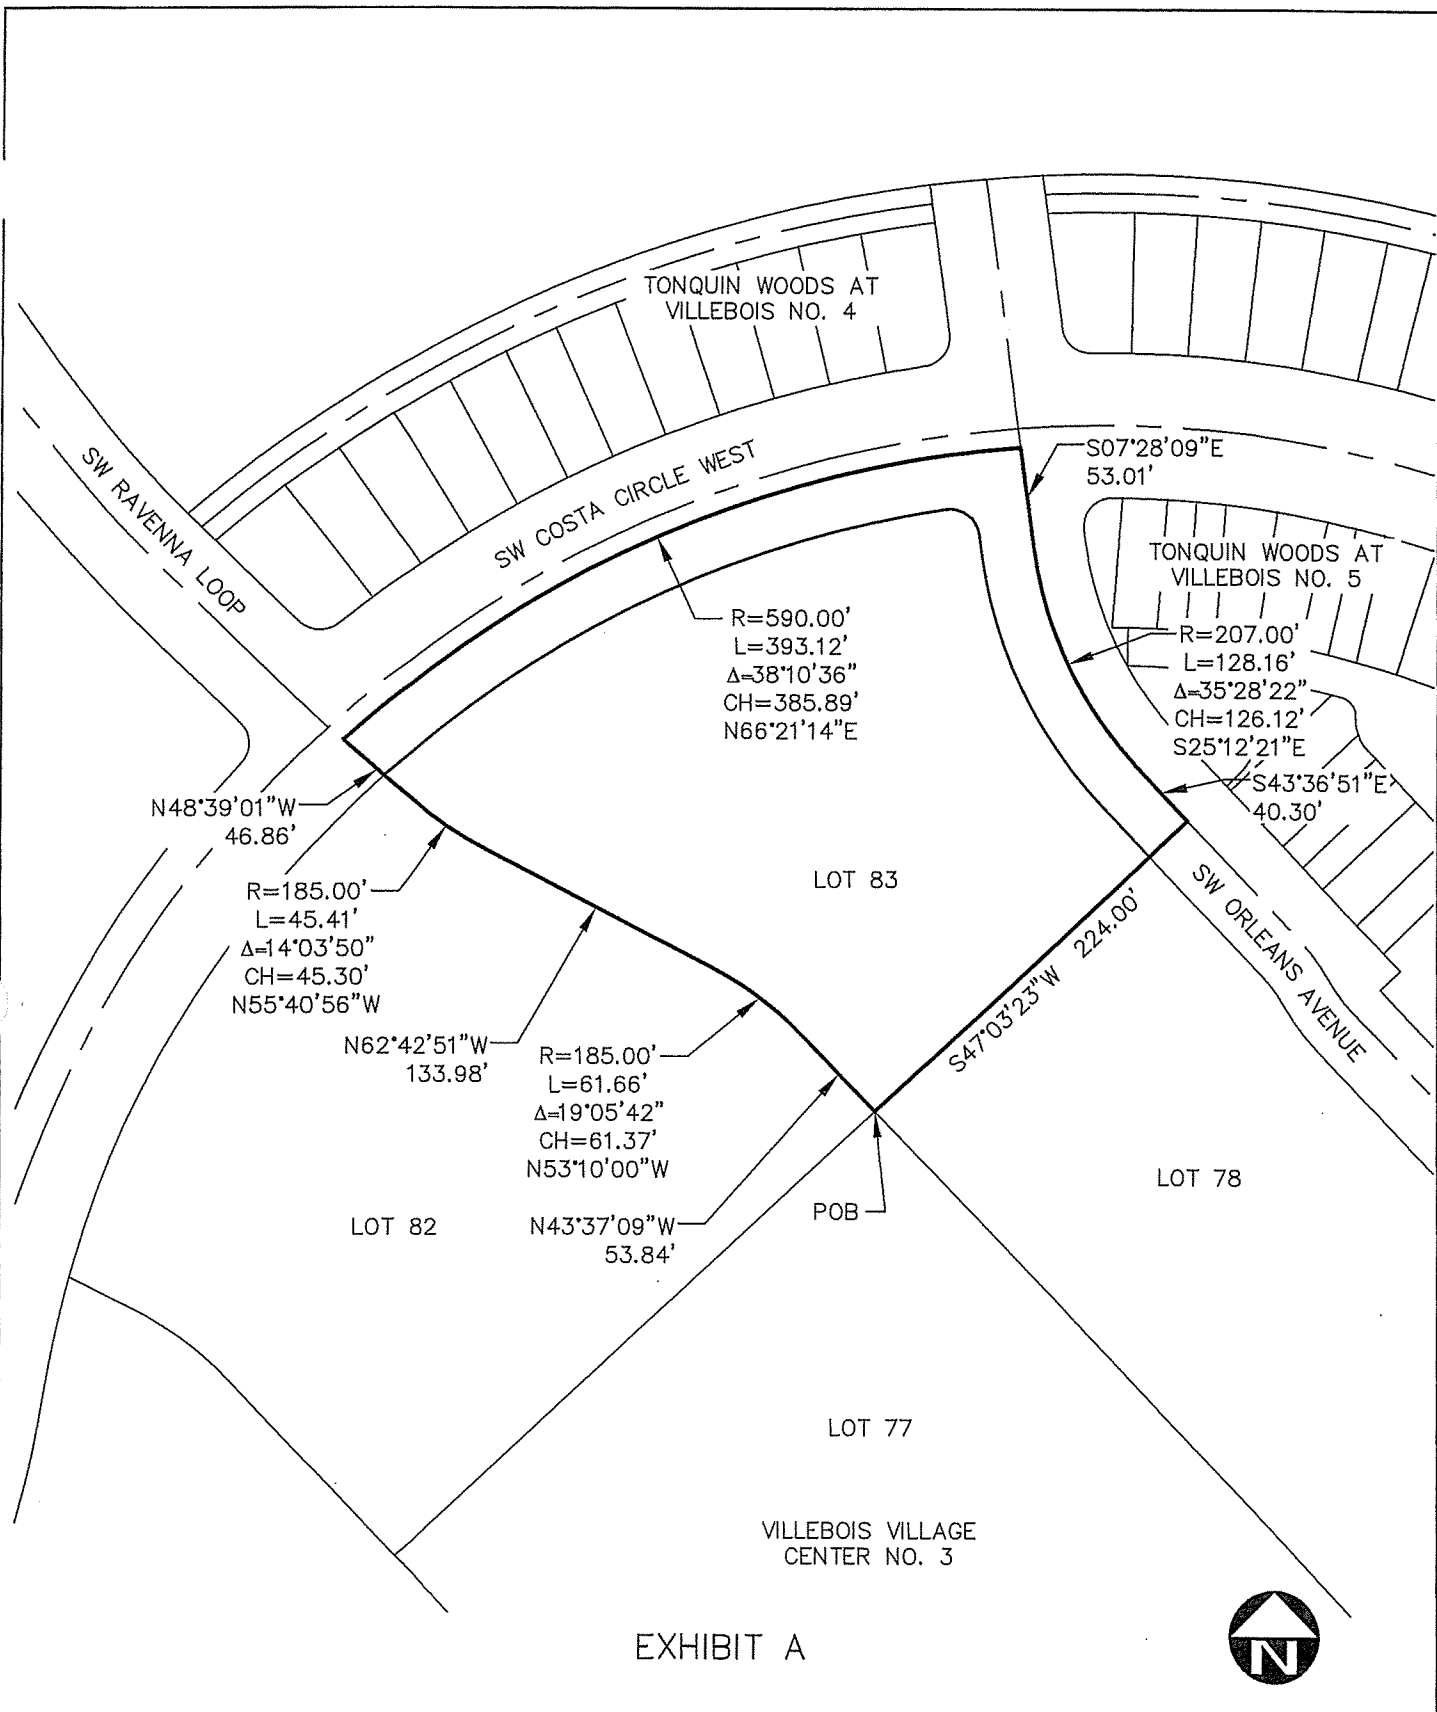 TONQUIN WOODS AT
VILLEBOIS NO. 4
SW RAVENNA LOOP
SW COSTA CIRCLE WEST
S07°28'09"E
53.01'
TONQUIN WOODS AT
VILLEBOIS NO. 5
R=590.00'
L=393.12'
Δ=38°10'36"
CH=385.89'
N66°21'14"E
R=207.00'
L=128.16'
Δ=35°28'22"
CH=126.12'
S25°12'21"E
S43°36'51"E
40.30'
N48°39'01"W
46.86'
R=185.00'
L=45.41'
Δ=14°03'50"
CH=45.30'
N55°40'56"W
LOT 83
SW ORLEANS AVENUE
S47°03'23"W 224.00'
N62°42'51"W
133.98'
R=185.00'
L=61.66'
Δ=19°05'42"
CH=61.37'
N53°10'00"W
N43°37'09"W
53.84'
POB
LOT 82
LOT 78
LOT 77
VILLEBOIS VILLAGE
CENTER NO. 3
EXHIBIT A
N